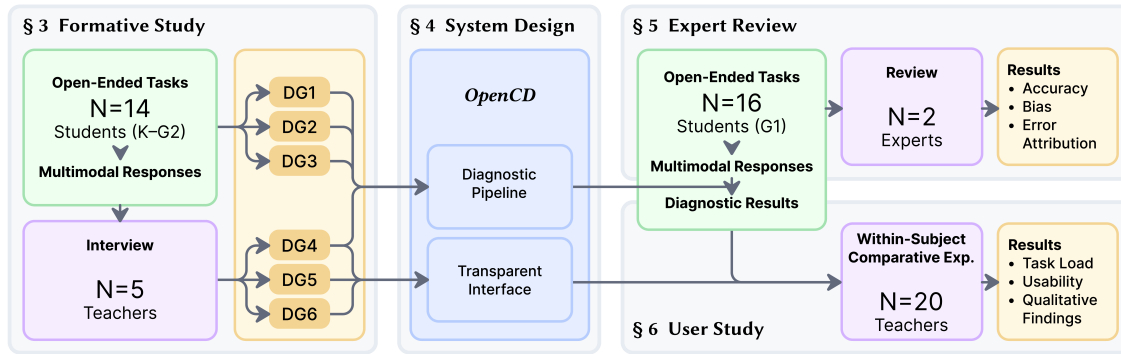 § 3 Formative Study
Open-Ended Tasks
N=14
Students (K–G2)
Multimodal Responses
Interview
N=5
Teachers
DG1
DG2
DG3
DG4
DG5
DG6
§ 4 System Design
OpenCD
Diagnostic
Pipeline
Transparent
Interface
§ 5 Expert Review
Open-Ended Tasks
N=16
Students (G1)
Multimodal Responses
Diagnostic Results
Review
N=2
Experts
Results
• Accuracy
• Bias
• Error
Attribution
§ 6 User Study
Within-Subject
Comparative Exp.
N=20
Teachers
Results
• Task Load
• Usability
• Qualitative
Findings